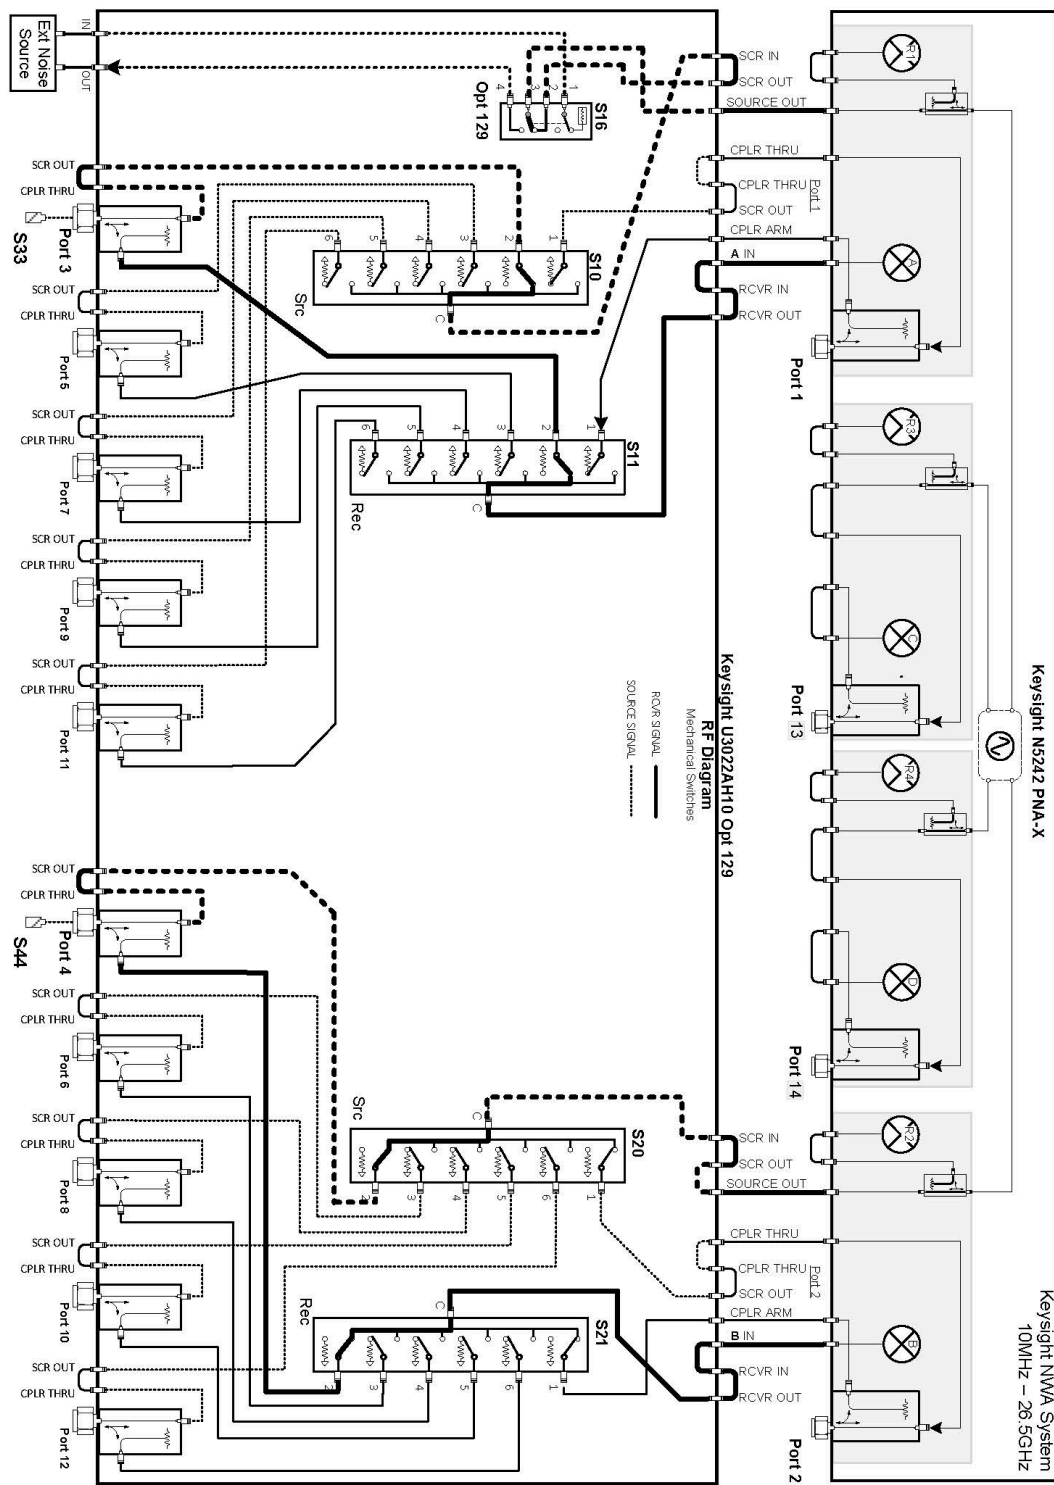 Keysight NWA System
10MHz – 26.5GHz
Keysight N5242 PNA-X
R1
A
Port 1
R3
C
Port 13
R4
D
Port 14
R2
B
Port 2
SCR IN
SCR OUT
SOURCE OUT
CPLR THRU
CPLR THRU
Port 1
SCR OUT
CPLR ARM
A IN
RCVR IN
RCVR OUT
SCR IN
SCR OUT
SOURCE OUT
CPLR THRU
CPLR THRU
Port 2
SCR OUT
CPLR ARM
B IN
RCVR IN
RCVR OUT
Keysight U3022AH10 Opt 129
RF Diagram
Mechanical Switches
RCVR SIGNAL
SOURCE SIGNAL
S16
1
2
3
4
Opt 129
S10
1
2
3
4
5
6
C
Src
S11
1
2
3
4
5
6
C
Rec
S20
C
Src
2
3
4
5
6
1
S21
C
Rec
2
3
4
5
6
1
IN
OUT
Ext Noise
Source
SCR OUT
CPLR THRU
Port 3
S33
SCR OUT
CPLR THRU
Port 5
SCR OUT
CPLR THRU
Port 7
SCR OUT
CPLR THRU
Port 9
SCR OUT
CPLR THRU
Port 11
SCR OUT
CPLR THRU
Port 4
S44
SCR OUT
CPLR THRU
Port 6
SCR OUT
CPLR THRU
Port 8
SCR OUT
CPLR THRU
Port 10
SCR OUT
CPLR THRU
Port 12